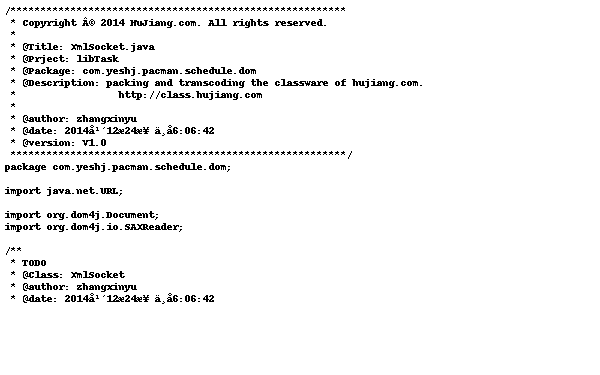 /********************************************************
 * Copyright Â© 2014 HuJiang.com. All rights reserved.
 *
 * @Title: XmlSocket.java
 * @Prject: libTask
 * @Package: com.yeshj.pacman.schedule.dom
 * @Description: packing and transcoding the classware of hujiang.com.
 *                 http://class.hujiang.com
 *
 * @author: zhangxinyu
 * @date: 2014å¹´12æ24æ¥ ä¸å6:06:42
 * @version: V1.0
 ********************************************************/
package com.yeshj.pacman.schedule.dom;
import java.net.URL;
import org.dom4j.Document;
import org.dom4j.io.SAXReader;
/**
 * TODO
 * @Class: XmlSocket
 * @author: zhangxinyu
 * @date: 2014å¹´12æ24æ¥ ä¸å6:06:42